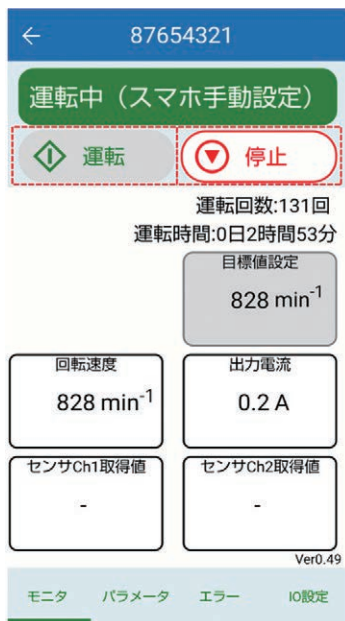 ← 87654321
運転中（スマホ手動設定）
運転 停止
運転回数:131回
運転時間:0日2時間53分
目標値設定
828 min⁻¹
回転速度 出力電流
828 min⁻¹ 0.2 A
センサCh1取得値 センサCh2取得値
- -
Ver0.49
モニタ パラメータ エラー IO設定